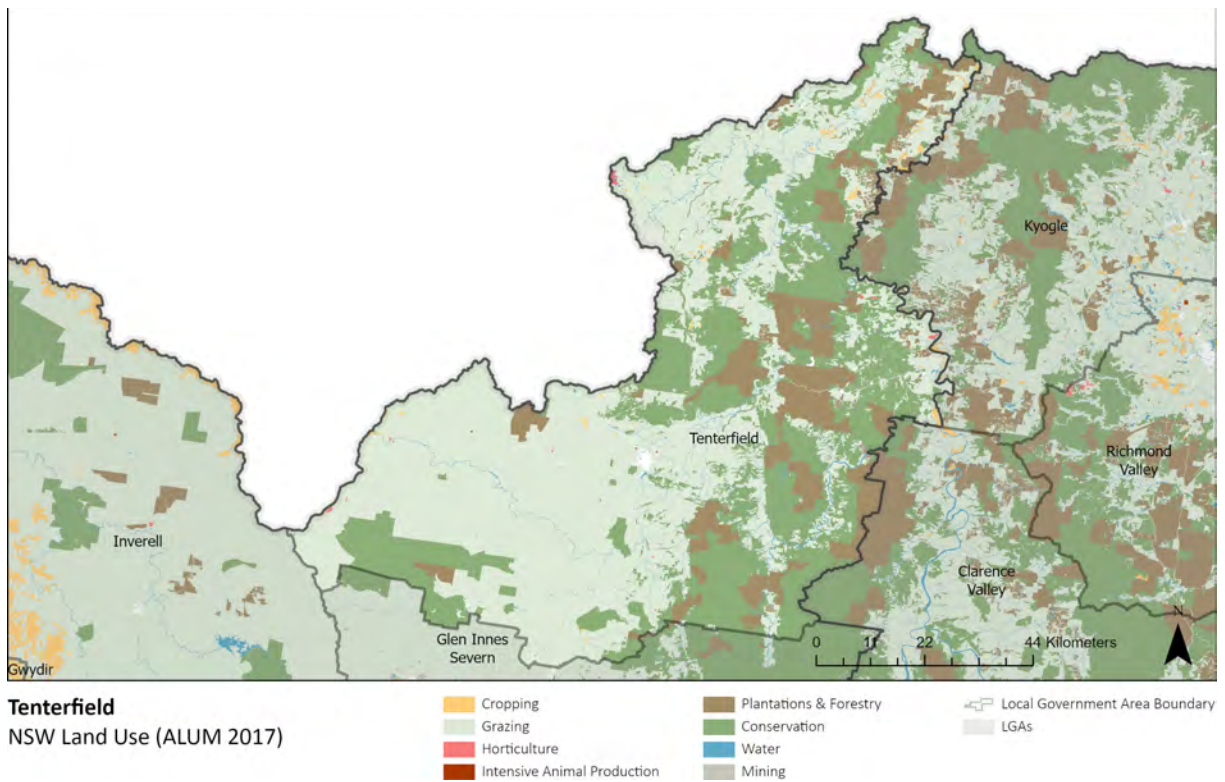 Kyogle
Tenterfield
Richmond
Valley
Inverell
Clarence
Valley
Glen Innes
Severn
Gwydir
N
0 11 22 44 Kilometers
Tenterfield
NSW Land Use (ALUM 2017)
Cropping
Grazing
Horticulture
Intensive Animal Production
Plantations & Forestry
Conservation
Water
Mining
Local Government Area Boundary
LGAs